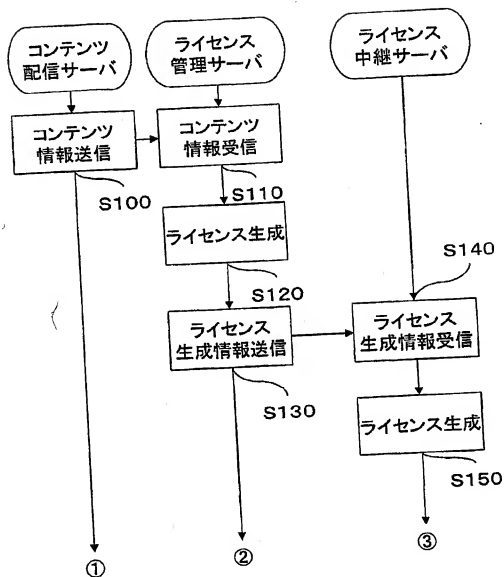 コンテンツ
配信サーバ
ライセンス
管理サーバ
ライセンス
中継サーバ
コンテンツ
情報送信
コンテンツ
情報受信
S100
S110
ライセンス生成
S120
S140
ライセンス
生成情報送信
ライセンス
生成情報受信
S130
ライセンス生成
S150
①
②
③